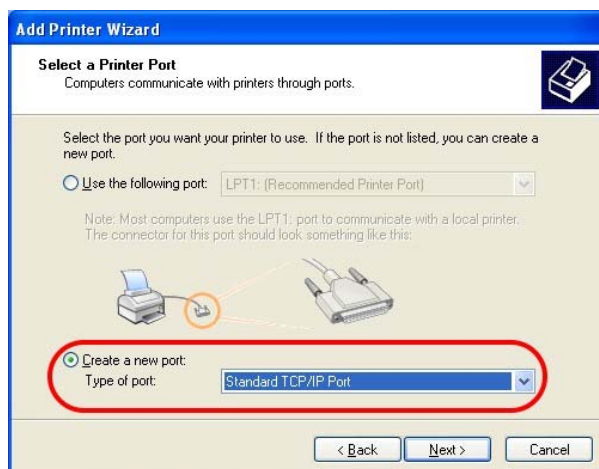 Add Printer Wizard
Select a Printer Port
Computers communicate with printers through ports.
Select the port you want your printer to use. If the port is not listed, you can create a
new port.
Use the following port: LPT1: (Recommended Printer Port)
Note: Most computers use the LPT1: port to communicate with a local printer.
The connector for this port should look something like this:
Create a new port:
Type of port: Standard TCP/IP Port
< Back Next > Cancel